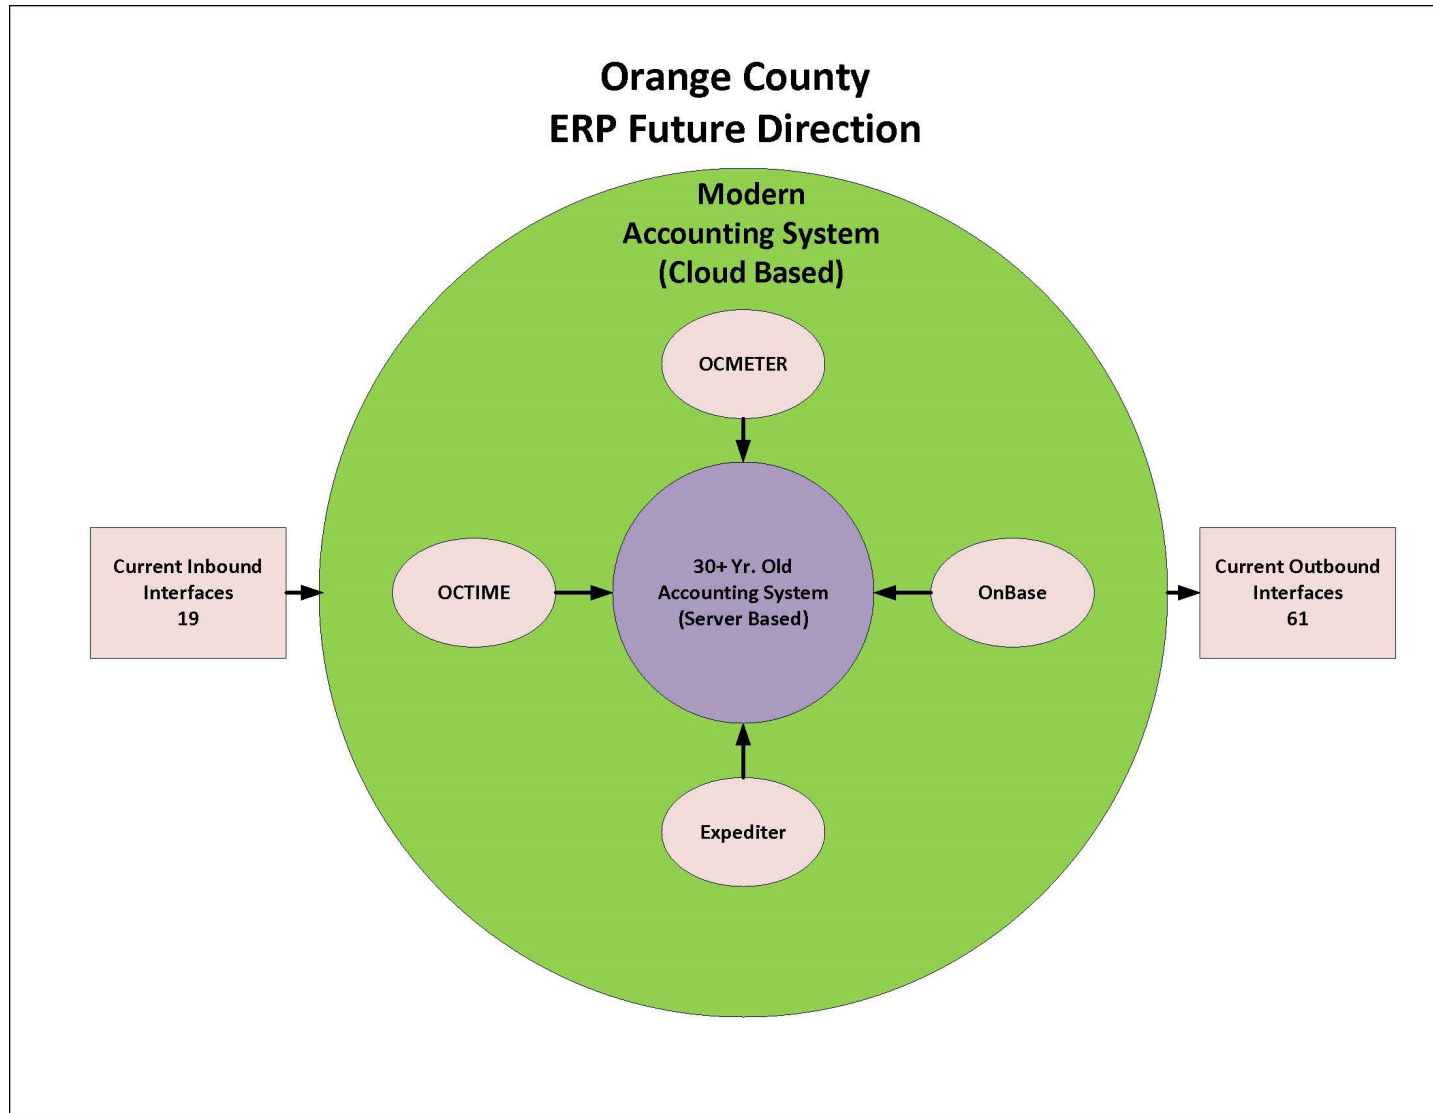 Orange County
ERP Future Direction
Modern
Accounting System
(Cloud Based)
OCMETER
Current Inbound
Interfaces
19
OCTIME
30+ Yr. Old
Accounting System
(Server Based)
OnBase
Current Outbound
Interfaces
61
Expediter